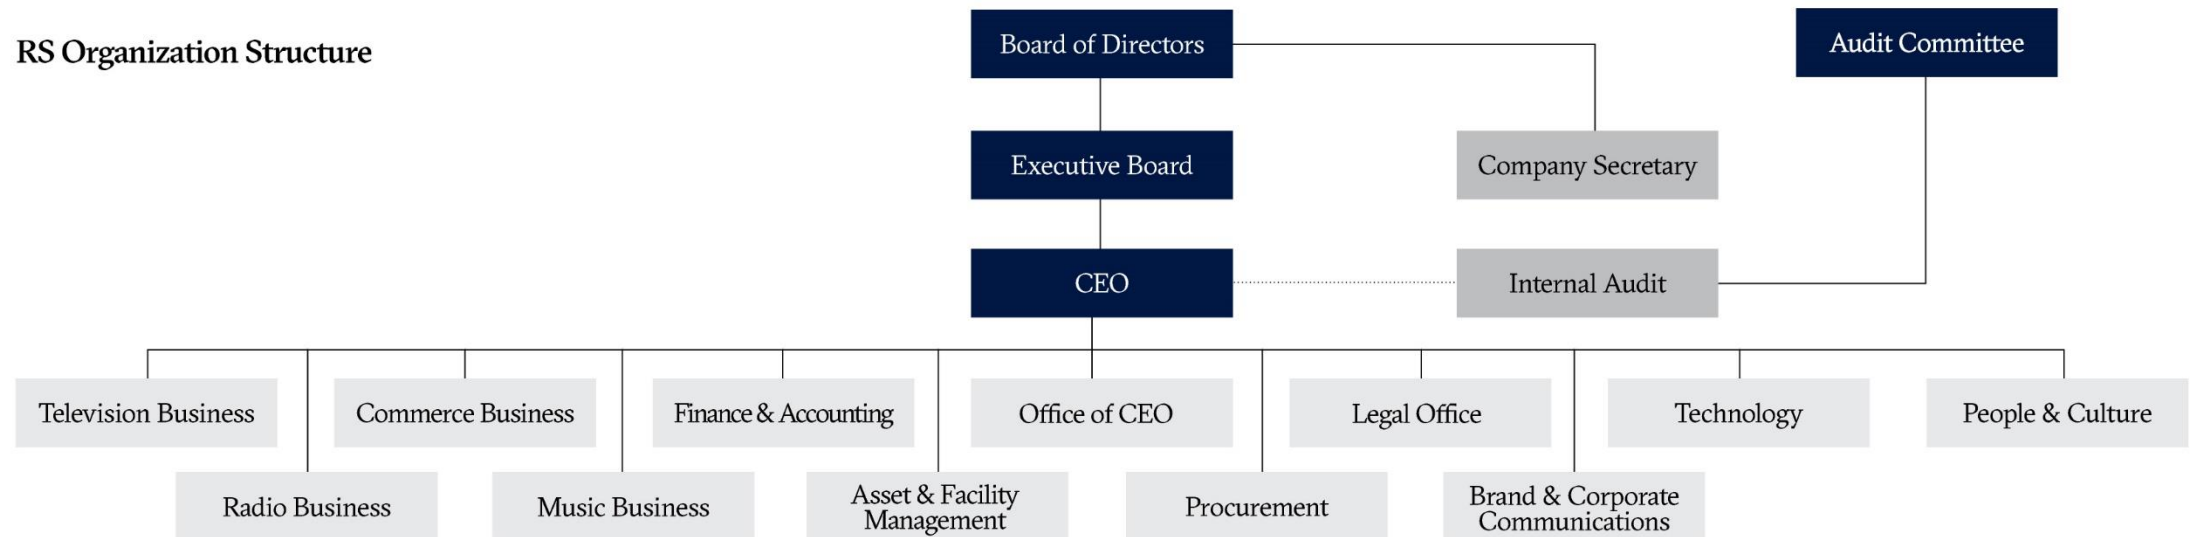 RS Organization Structure
Board of Directors
Audit Committee
Executive Board
Company Secretary
CEO
Internal Audit
Television Business
Commerce Business
Finance & Accounting
Office of CEO
Legal Office
Technology
People & Culture
Radio Business
Music Business
Asset & Facility
Management
Procurement
Brand & Corporate
Communications